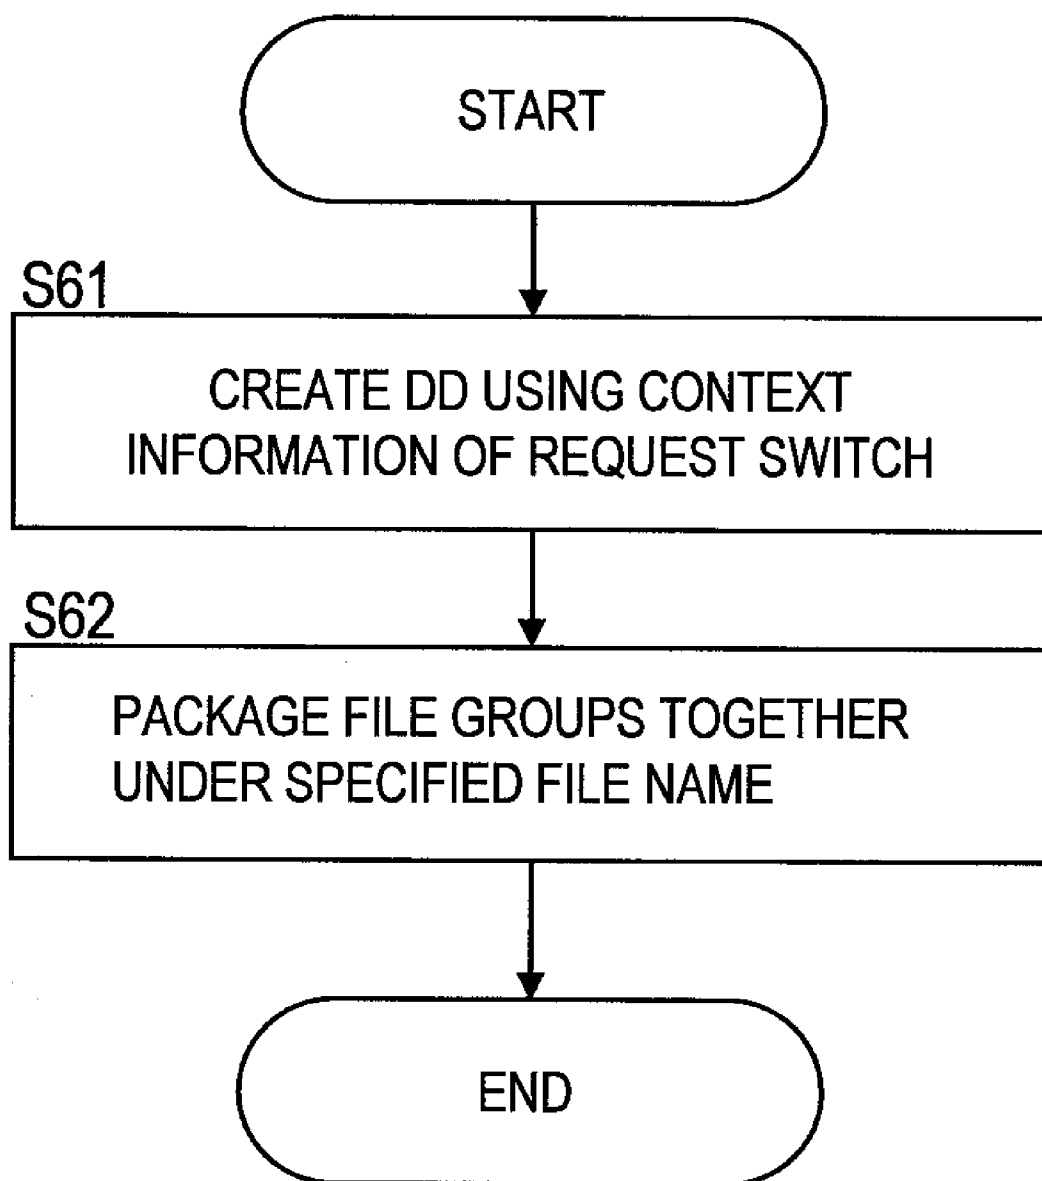 START
S61
CREATE DD USING CONTEXT
INFORMATION OF REQUEST SWITCH
S62
PACKAGE FILE GROUPS TOGETHER
UNDER SPECIFIED FILE NAME
END